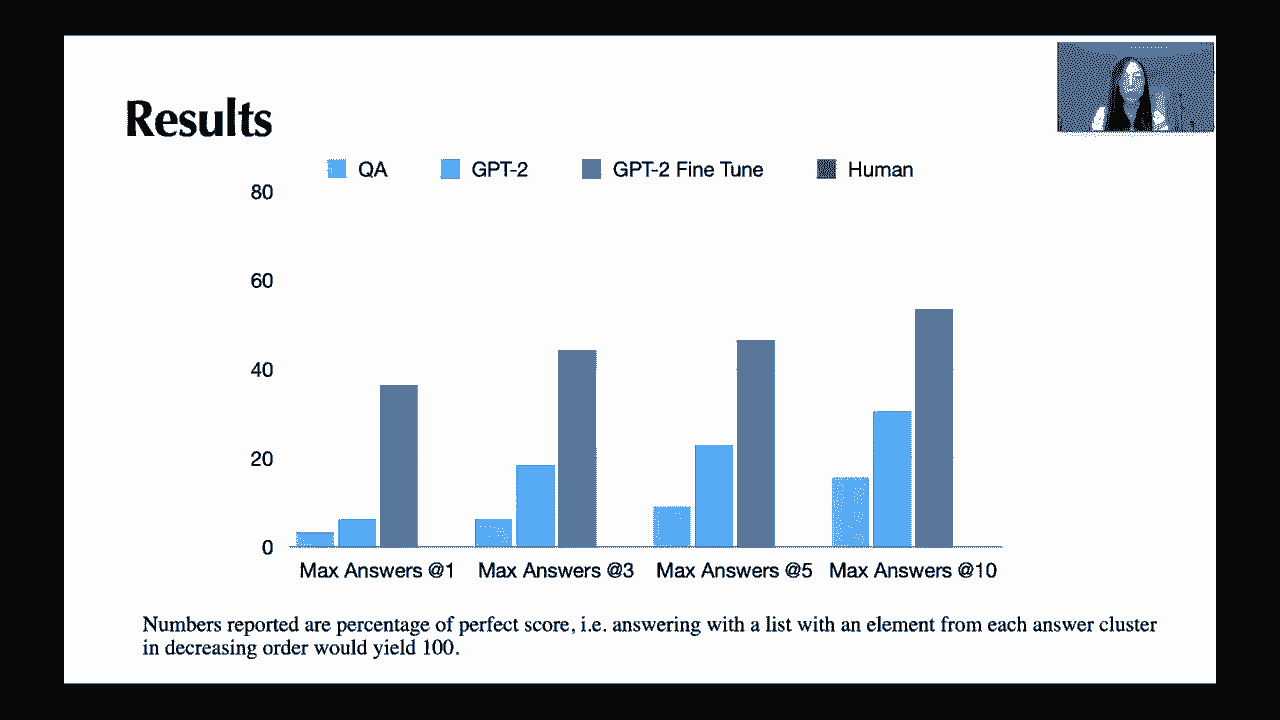 Results
QA GPT-2 GPT-2 Fine Tune Human
80
60
40
20
0
Max Answers @1 Max Answers @3 Max Answers @5 Max Answers @10
Numbers reported are percentage of perfect score, i.e. answering with a list with an element from each answer cluster
in decreasing order would yield 100.